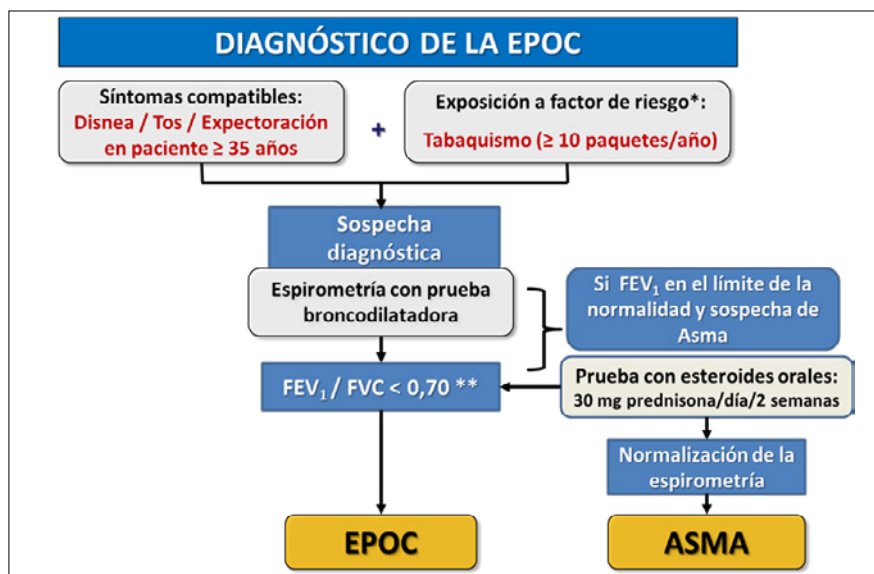 DIAGNÓSTICO DE LA EPOC
Síntomas compatibles:
Disnea / Tos / Expectoración
en paciente ≥ 35 años
+
Exposición a factor de riesgo*:
Tabaquismo (≥ 10 paquetes/año)
Sospecha
diagnóstica
Espirometría con prueba
broncodilatadora
Si FEV₁ en el límite de la
normalidad y sospecha de
Asma
FEV₁ / FVC < 0,70 **
Prueba con esteroides orales:
30 mg prednisona/día/2 semanas
Normalización de la
espirometría
EPOC
ASMA